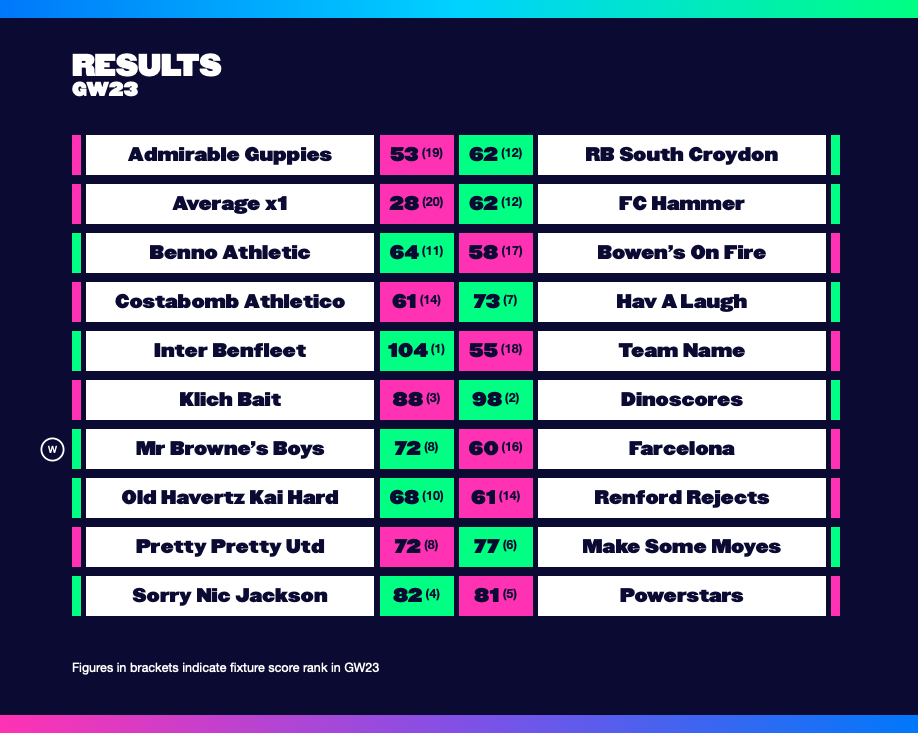 RESULTS
GW23
Admirable Guppies 53 (19) 62 (12) RB South Croydon
Average x1 28 (20) 62 (12) FC Hammer
Benno Athletic 64 (11) 58 (17) Bowen's On Fire
Costabomb Athletico 61 (14) 73 (7) Hav A Laugh
Inter Benfleet 104 (1) 55 (18) Team Name
Klich Bait 88 (3) 98 (2) Dinoscores
W Mr Browne's Boys 72 (8) 60 (16) Farcelona
Old Havertz Kai Hard 68 (10) 61 (14) Renford Rejects
Pretty Pretty Utd 72 (8) 77 (6) Make Some Moyes
Sorry Nic Jackson 82 (4) 81 (5) Powerstars
Figures in brackets indicate fixture score rank in GW23